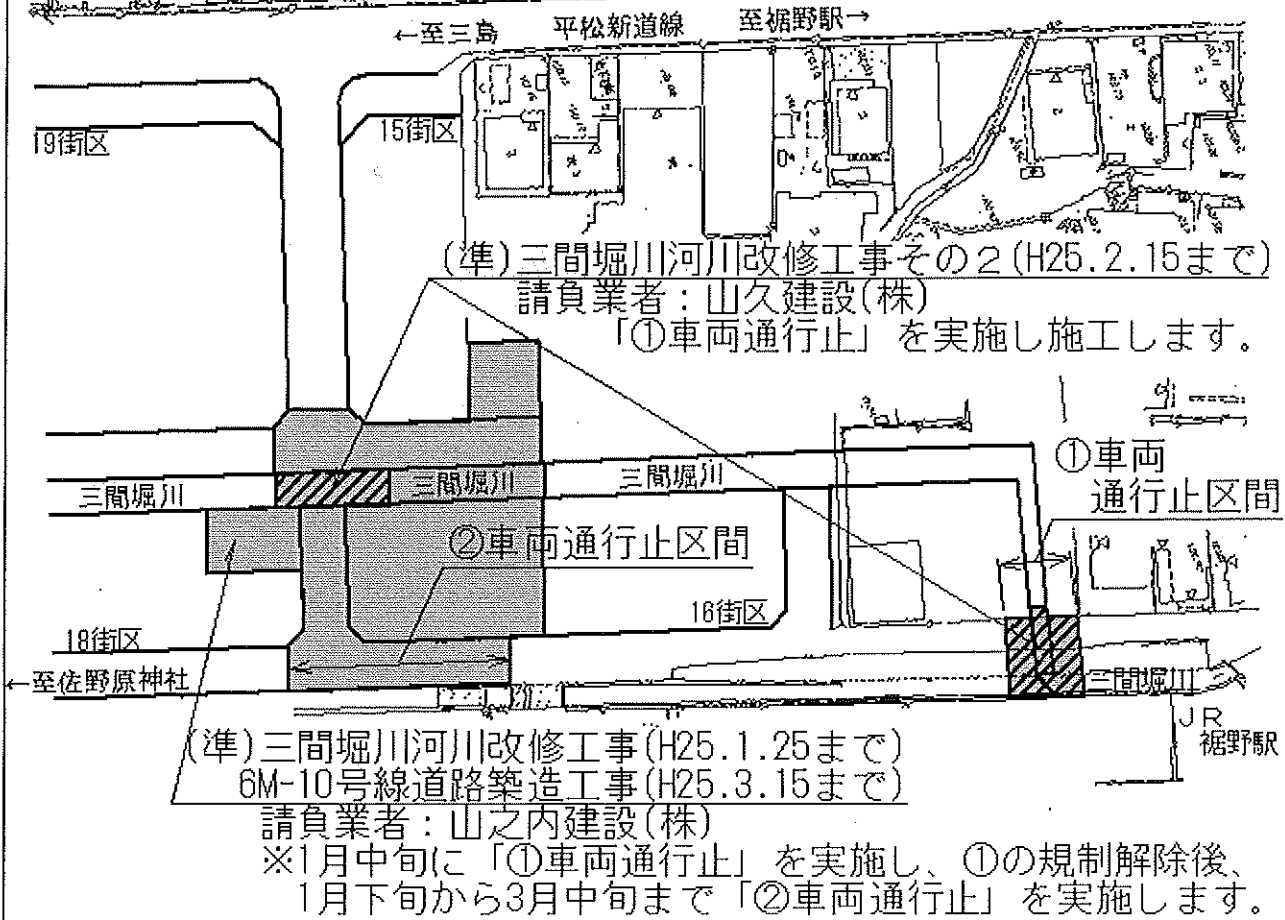 ←至三島　平松新道線　至裾野駅→
19街区
15街区
(準)三間堀川河川改修工事その２(H25.2.15まで)
請負業者：山久建設(株)
「①車両通行止」を実施し施工します。
①車両
通行止区間
三間堀川
三間堀川
三間堀川
②車両通行止区間
16街区
18街区
←至佐野原神社
三間堀川
ＪＲ
裾野駅
(準)三間堀川河川改修工事(H25.1.25まで)
6M-10号線道路築造工事(H25.3.15まで)
請負業者：山之内建設(株)
※1月中旬に「①車両通行止」を実施し、①の規制解除後、
1月下旬から3月中旬まで「②車両通行止」を実施します。